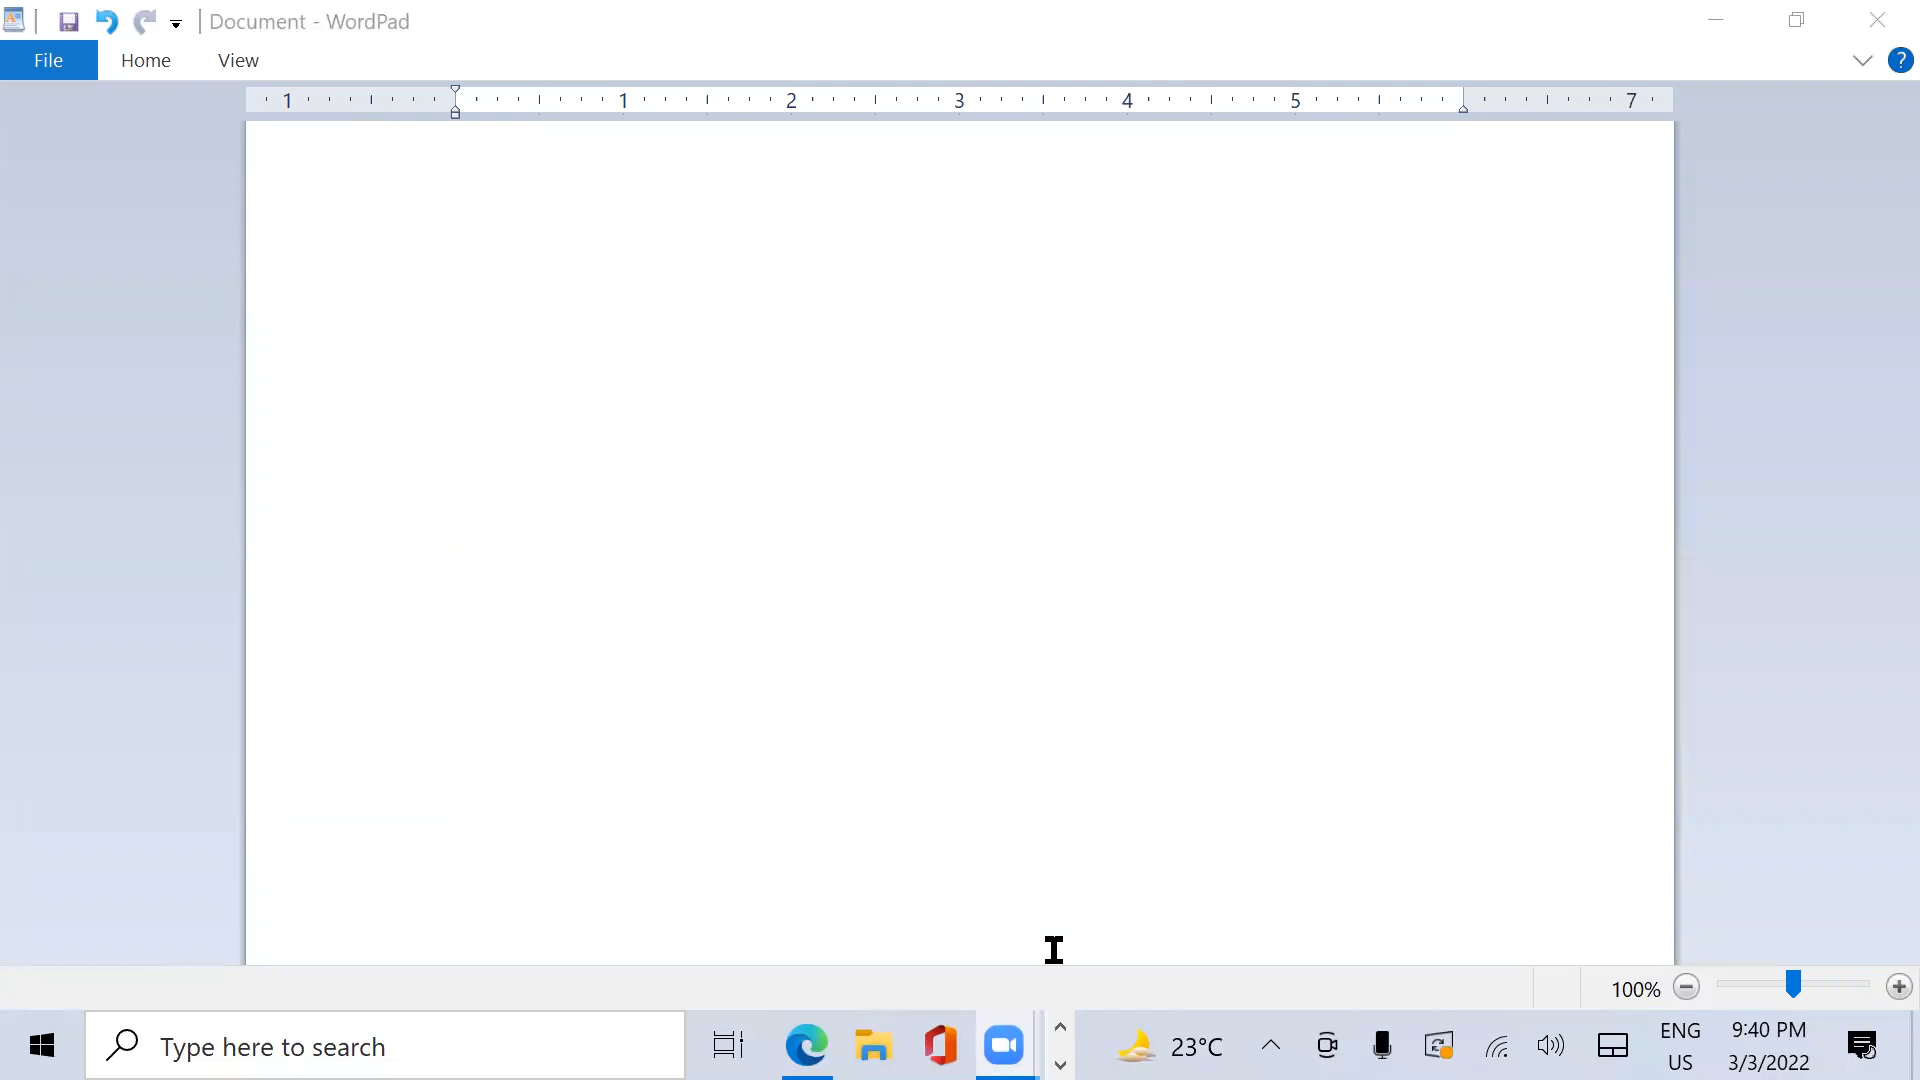 Document - WordPad
File Home View
1 1 2 3 4 5 7
100%
Type here to search
23°C
ENG
US
9:40 PM
3/3/2022